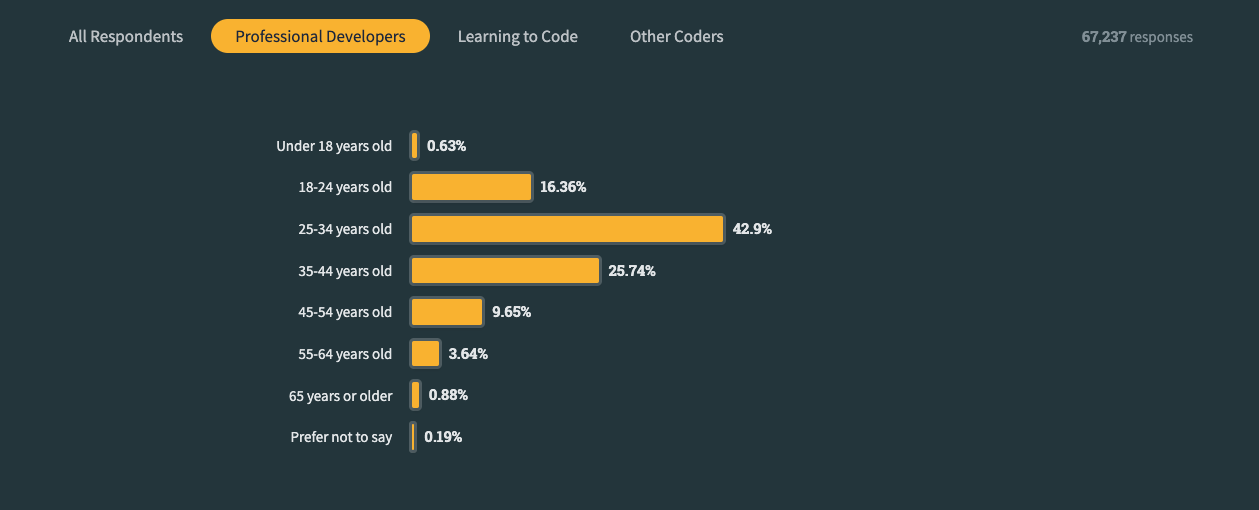 All Respondents Professional Developers Learning to Code Other Coders 67,237 responses
Under 18 years old 0.63%
18-24 years old 16.36%
25-34 years old 42.9%
35-44 years old 25.74%
45-54 years old 9.65%
55-64 years old 3.64%
65 years or older 0.88%
Prefer not to say 0.19%